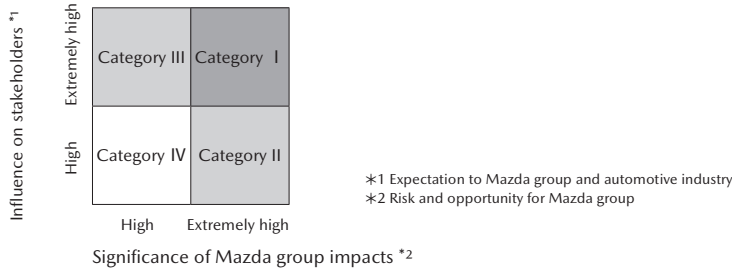 Influence on stakeholders *1
Extremely high
High
Category III
Category I
Category IV
Category II
High
Extremely high
Significance of Mazda group impacts *2
*1 Expectation to Mazda group and automotive industry
*2 Risk and opportunity for Mazda group